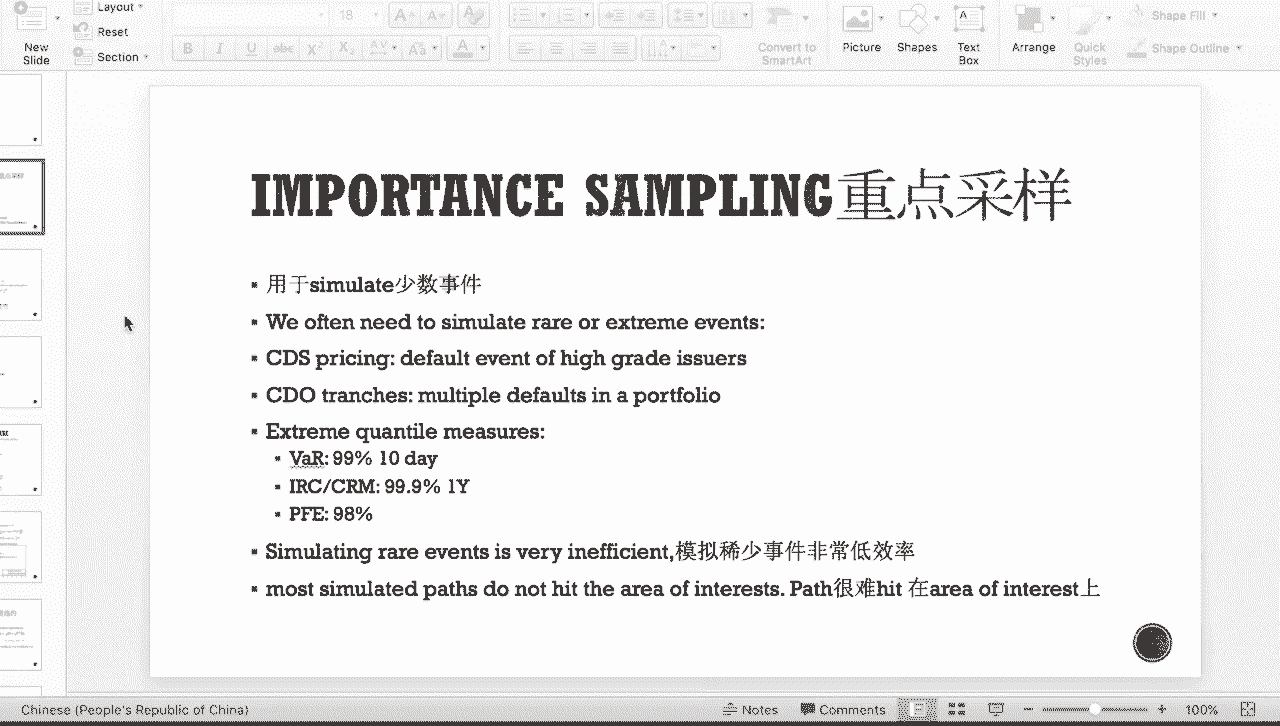 Layout
18
New
Slide
Reset
Section
B I U abc X² X₂ AV Aa A
Convert to
SmartArt
Picture
Shapes
Text
Box
Arrange
Quick
Styles
Shape Fill
Shape Outline
IMPORTANCE SAMPLING重点采样
用于simulate少数事件
We often need to simulate rare or extreme events:
CDS pricing: default event of high grade issuers
CDO tranches: multiple defaults in a portfolio
Extreme quantile measures:
VaR: 99% 10 day
IRC/CRM: 99.9% 1Y
PFE: 98%
Simulating rare events is very inefficient,模拟稀少事件非常低效率
most simulated paths do not hit the area of interests. Path很难hit 在area of interest上
Chinese (People's Republic of China)
Notes
Comments
100%